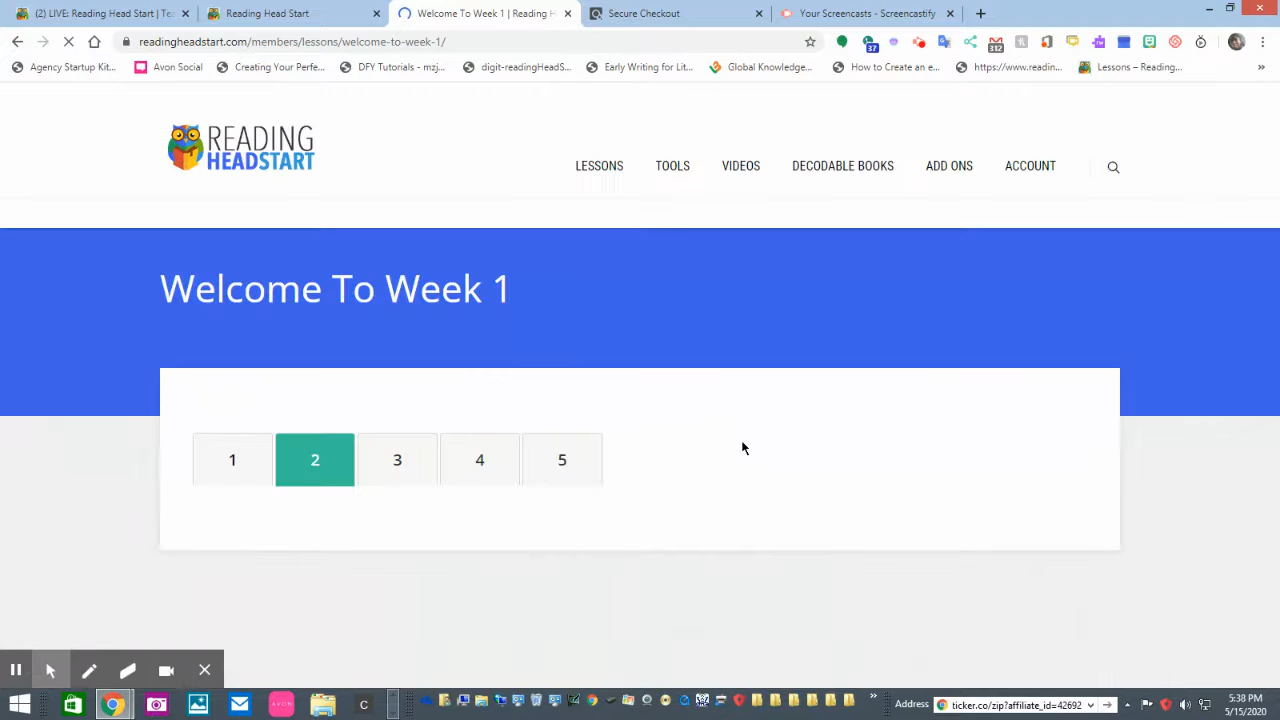 (2) LIVE: Reading Head Start | Te
Reading Head Start
Welcome To Week 1 | Reading H
Secure Checkout
Your Screencasts - Screencastify
readingheadstart.com/members/lessons/welcome-to-week-1/
37
312
Agency Startup Kit...
Avon Social
Creating Your Perfe...
DFY Tutorials - mzj...
digit-readingHeadS...
Early Writing for Lit...
Global Knowledge...
How to Create an e...
https://www.readin...
Lessons – Reading...
READING
HEADSTART
LESSONS
TOOLS
VIDEOS
DECODABLE BOOKS
ADD ONS
ACCOUNT
Welcome To Week 1
1
2
3
4
5
AVON
C
Address
ticker.co/zip?affiliate_id=42692
5:38 PM
5/15/2020